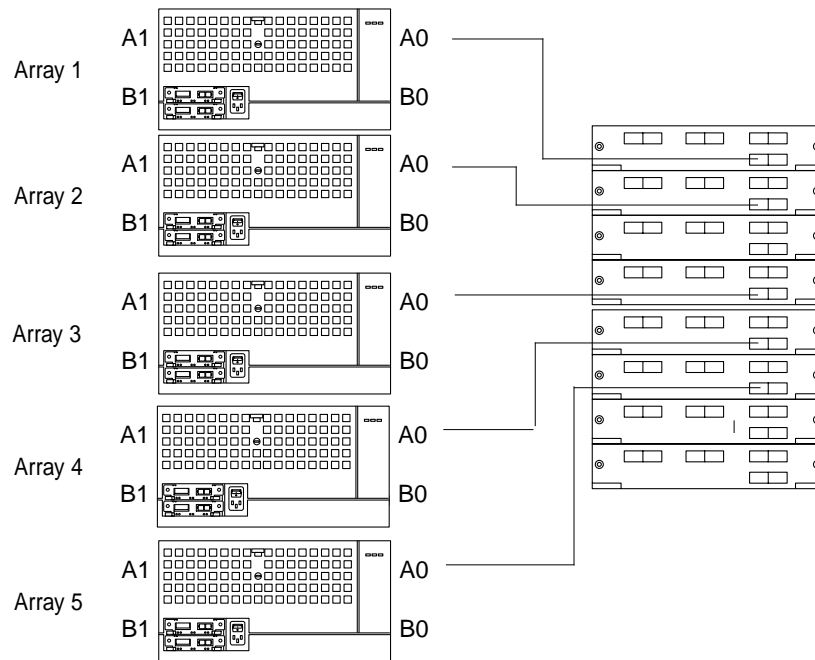 A1 A0
Array 1
B1 B0
A1 A0
Array 2
B1 B0
A1 A0
Array 3
B1 B0
A1 A0
Array 4
B1 B0
A1 A0
Array 5
B1 B0